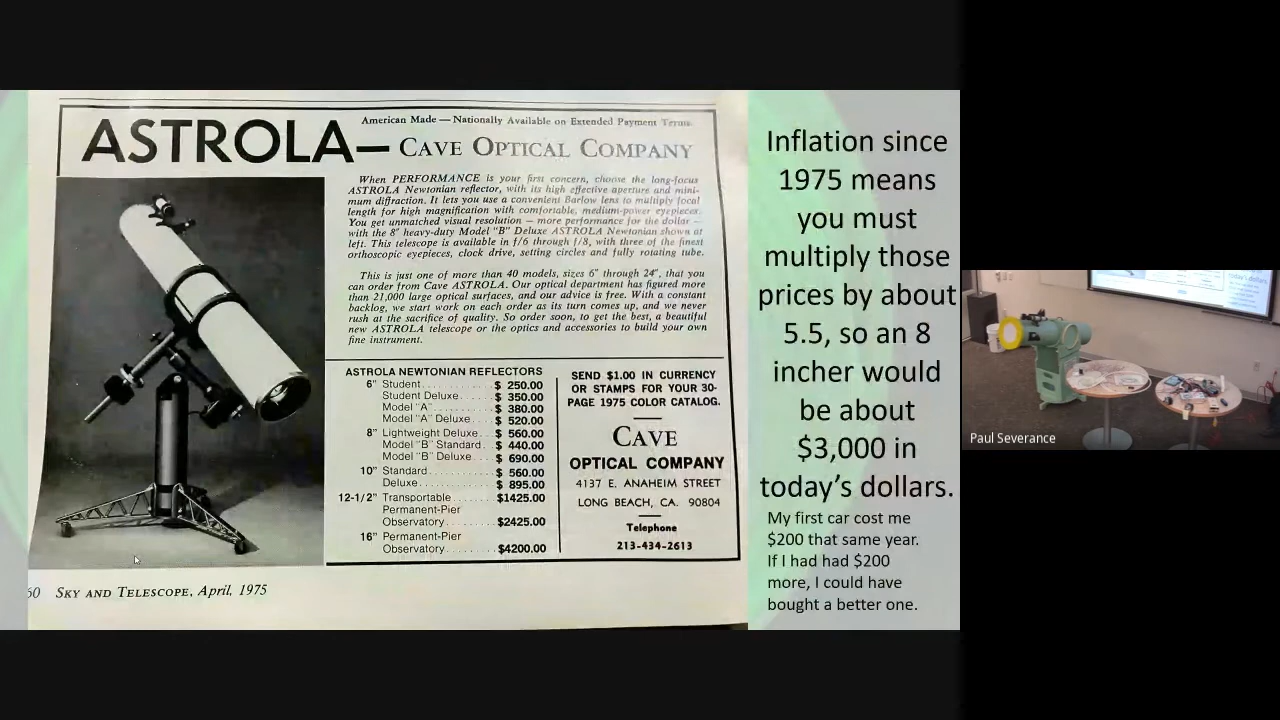 ASTROLA—
American Made — Nationally Available on Extended Payment Terms.
CAVE OPTICAL COMPANY
When PERFORMANCE is your first concern, choose the long-focus
ASTROLA Newtonian reflector, with its high effective aperture and mini-
mum diffraction. It lets you use a convenient Barlow lens to multiply focal
length for high magnification with comfortable, medium-power eyepieces.
You get unmatched visual resolution — more performance for the dollar —
with the 8" heavy-duty Model "B" Deluxe ASTROLA Newtonian shown at
left. This telescope is available in f/6 through f/8, with three of the finest
orthoscopic eyepieces, clock drive, setting circles and fully rotating tube.
This is just one of more than 40 models, sizes 6" through 24", that you
can order from Cave ASTROLA. Our optical department has figured more
than 21,000 large optical surfaces, and our advice is free. With a constant
backlog, we start work on each order as its turn comes up, and we never
rush at the sacrifice of quality. So order soon, to get the best, a beautiful
new ASTROLA telescope or the optics and accessories to build your own
fine instrument.
ASTROLA NEWTONIAN REFLECTORS
6" Student $ 250.00
Student Deluxe $ 350.00
Model "A" $ 380.00
Model "A" Deluxe $ 520.00
8" Lightweight Deluxe $ 560.00
Model "B" Standard $ 440.00
Model "B" Deluxe $ 690.00
10" Standard $ 560.00
Deluxe $ 895.00
12-1/2" Transportable $1425.00
Permanent-Pier
Observatory $2425.00
16" Permanent-Pier
Observatory $4200.00
SEND $1.00 IN CURRENCY
OR STAMPS FOR YOUR 30-
PAGE 1975 COLOR CATALOG.
CAVE
OPTICAL COMPANY
4137 E. ANAHEIM STREET
LONG BEACH, CA. 90804
Telephone
213-434-2613
60 SKY AND TELESCOPE, April, 1975
Inflation since
1975 means
you must
multiply those
prices by about
5.5, so an 8
incher would
be about
$3,000 in
today's dollars.
My first car cost me
$200 that same year.
If I had had $200
more, I could have
bought a better one.
Paul Severance